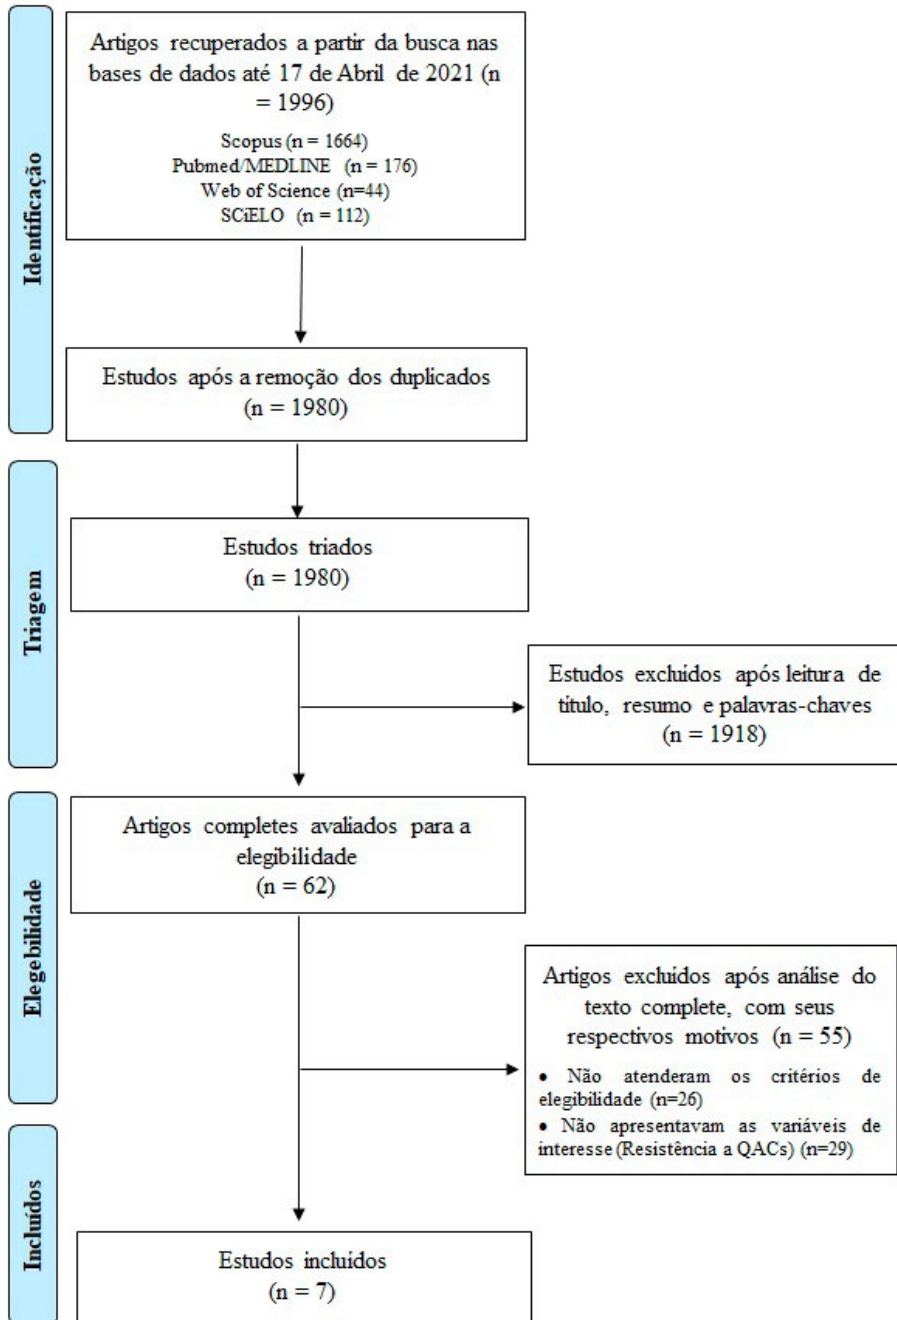 Identificação
Artigos recuperados a partir da busca nas
bases de dados até 17 de Abril de 2021 (n
= 1996)
Scopus (n = 1664)
Pubmed/MEDLINE (n = 176)
Web of Science (n=44)
SCiELO (n = 112)
Estudos após a remoção dos duplicados
(n = 1980)
Triagem
Estudos triados
(n = 1980)
Estudos excluídos após leitura de
título, resumo e palavras-chaves
(n = 1918)
Elegebilidade
Artigos completes avaliados para a
elegibilidade
(n = 62)
Artigos excluídos após análise do
texto complete, com seus
respectivos motivos (n = 55)
• Não atenderam os critérios de
elegibilidade (n=26)
• Não apresentavam as variáveis de
interesse (Resistência a QACs) (n=29)
Incluídos
Estudos incluídos
(n = 7)